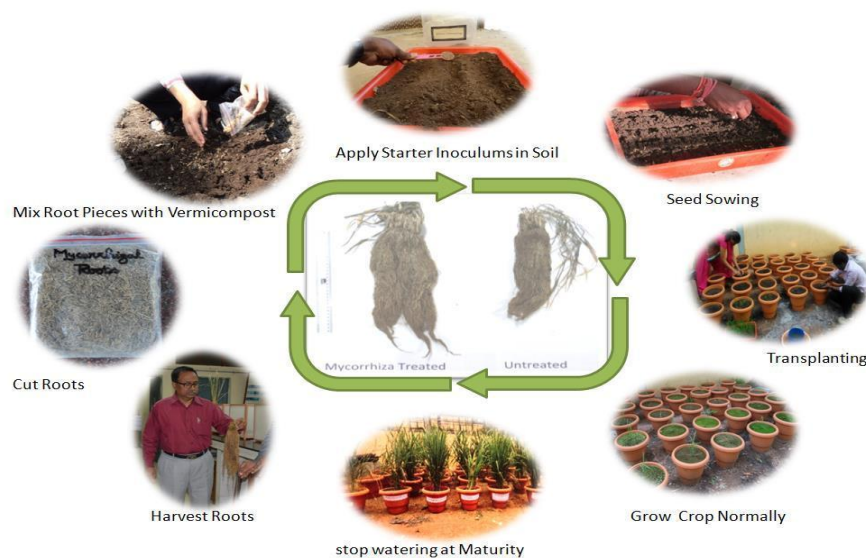 Apply Starter Inoculums in Soil
Seed Sowing
Transplanting
Grow Crop Normally
stop watering at Maturity
Harvest Roots
Cut Roots
Mycorrhizal
Roots
Mix Root Pieces with Vermicompost
Mycorrhiza Treated
Untreated